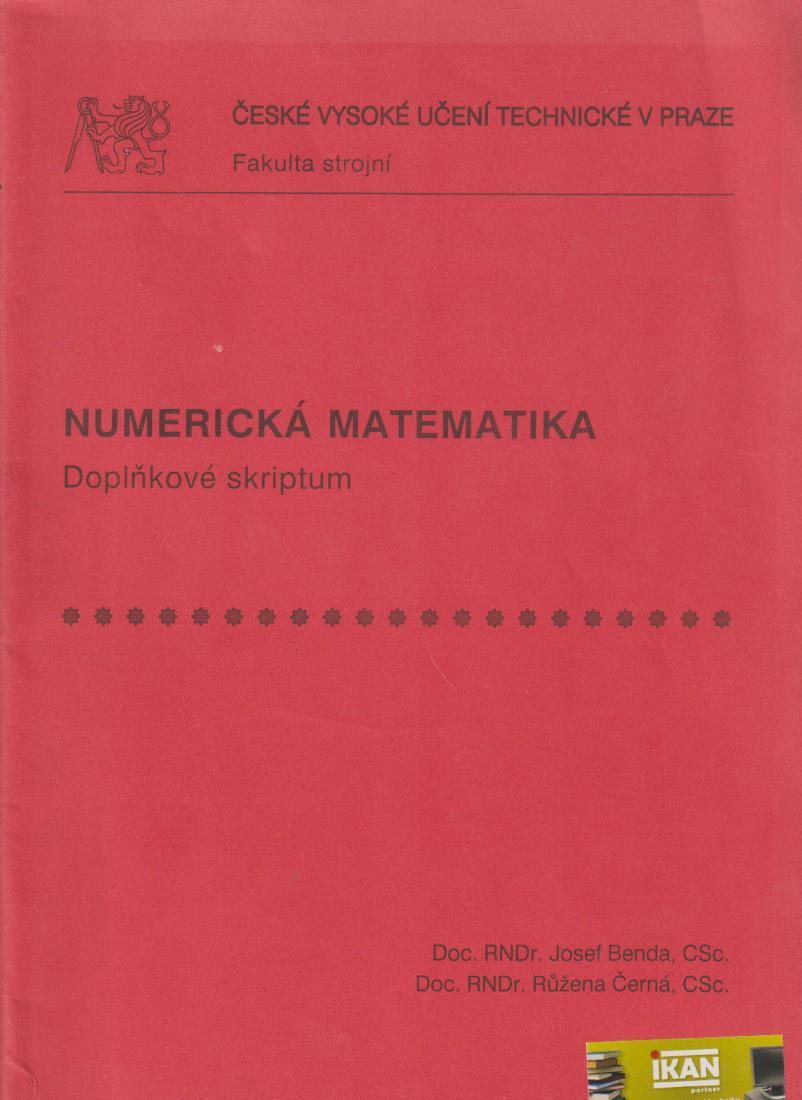 ČESKÉ VYSOKÉ UČENÍ TECHNICKÉ V PRAZE
Fakulta strojní
NUMERICKÁ MATEMATIKA
Doplňkové skriptum
Doc. RNDr. Josef Benda, CSc.
Doc. RNDr. Růžena Černá, CSc.
iKAN
partner